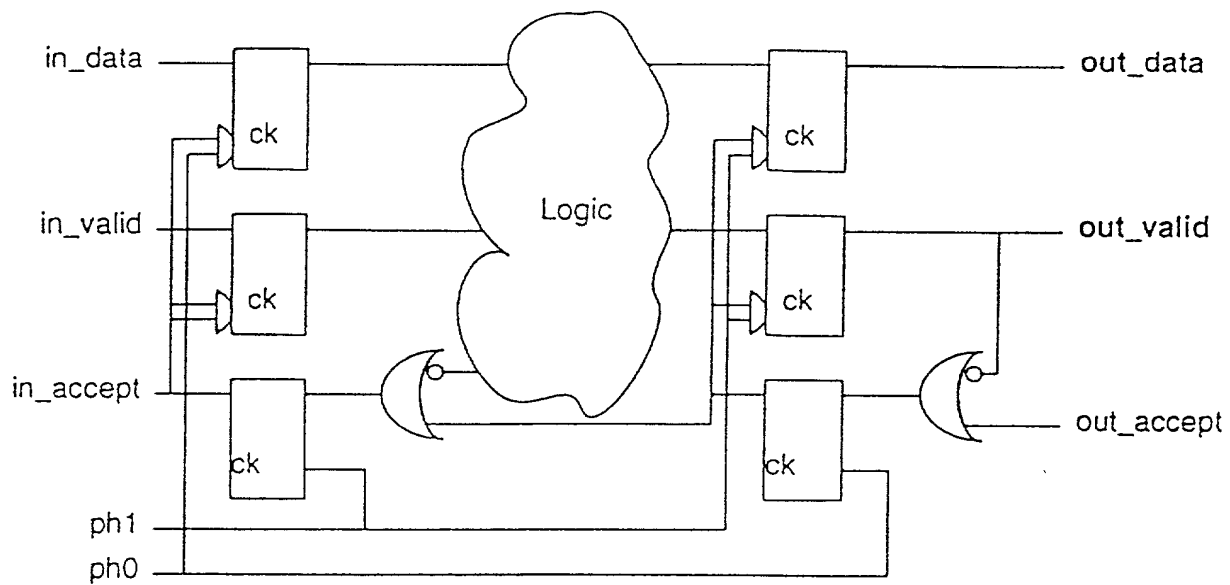 in_data
ck
ck
out_data
in_valid
Logic
out_valid
ck
ck
in_accept
out_accept
ck
ck
ph1
ph0